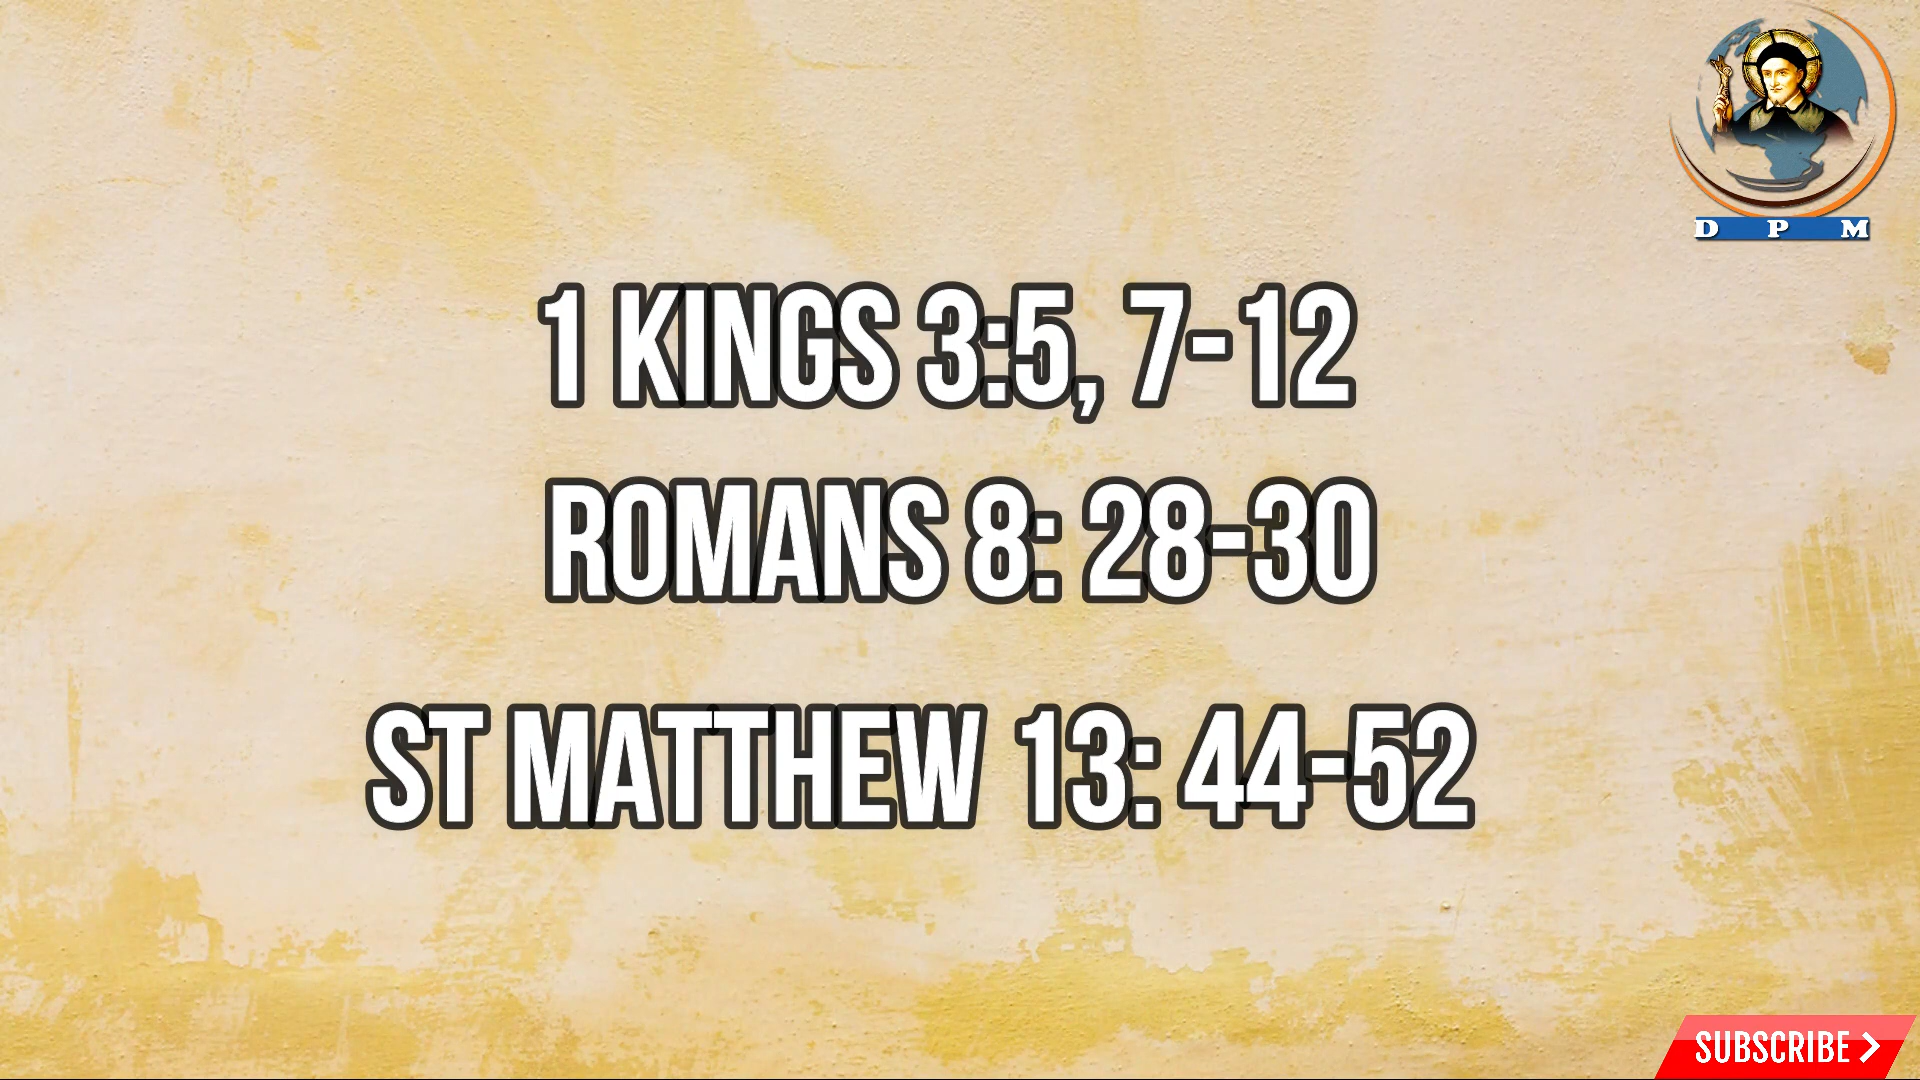 D P M
1 KINGS 3:5, 7-12
ROMANS 8: 28-30
ST MATTHEW 13: 44-52
SUBSCRIBE